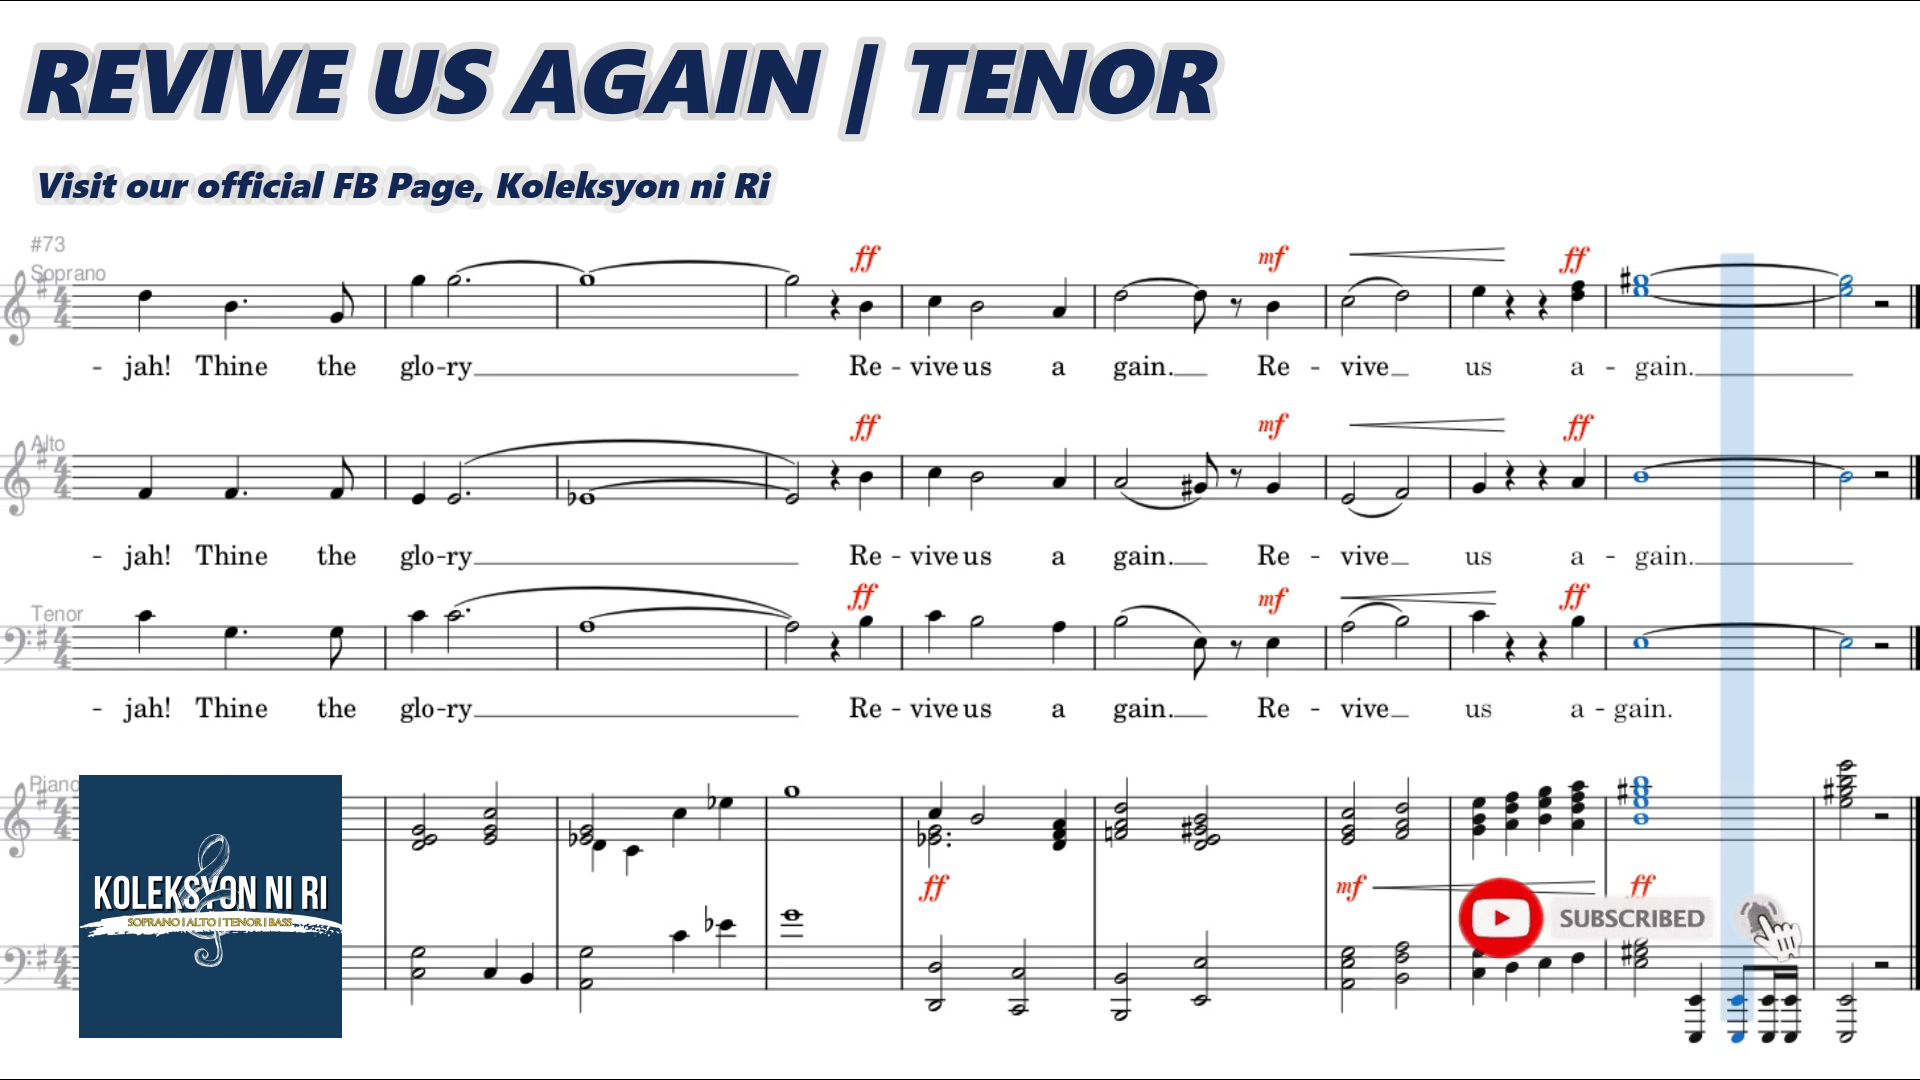 REVIVE US AGAIN | TENOR
Visit our official FB Page, Koleksyon ni Ri
#73
Soprano
ff mf ff
- jah! Thine the glo-ry Re - vive us a gain. Re - vive us a - gain.
Alto
ff mf ff
- jah! Thine the glo-ry Re - vive us a gain. Re - vive us a - gain.
Tenor
ff mf ff
- jah! Thine the glo-ry Re - vive us a gain. Re - vive us a - gain.
Piano
ff mf ff
KOLEKSYON NI RI
SOPRANO | ALTO | TENOR | BASS
SUBSCRIBED